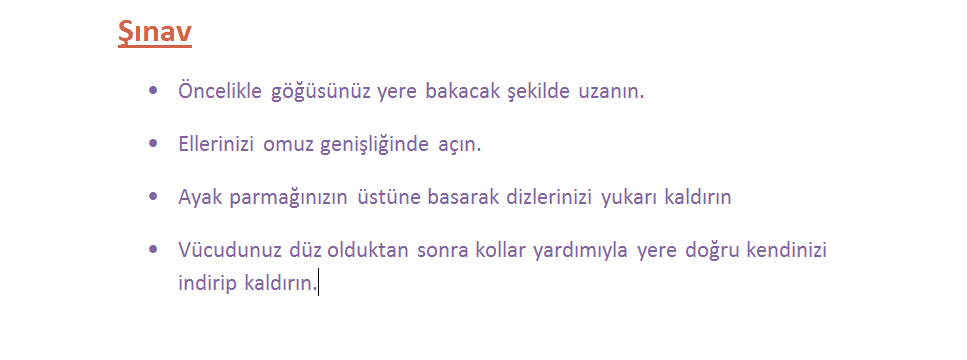 Şınav
• Öncelikle göğüsünüz yere bakacak şekilde uzanın.
• Ellerinizi omuz genişliğinde açın.
• Ayak parmağınızın üstüne basarak dizlerinizi yukarı kaldırın
• Vücudunuz düz olduktan sonra kollar yardımıyla yere doğru kendinizi
indirip kaldırın.